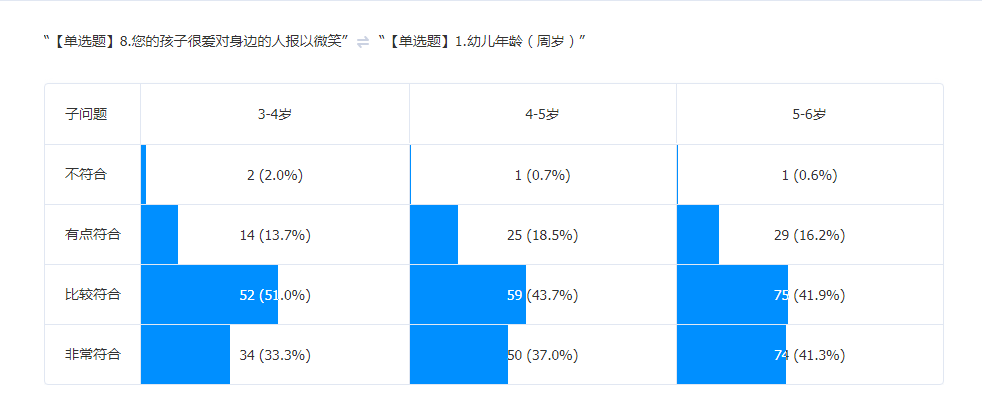 “【单选题】8.您的孩子很爱对身边的人报以微笑” ⇌ “【单选题】1.幼儿年龄（周岁）”
子问题 3-4岁 4-5岁 5-6岁
不符合 2 (2.0%) 1 (0.7%) 1 (0.6%)
有点符合 14 (13.7%) 25 (18.5%) 29 (16.2%)
比较符合 52 (51.0%) 59 (43.7%) 75 (41.9%)
非常符合 34 (33.3%) 50 (37.0%) 74 (41.3%)